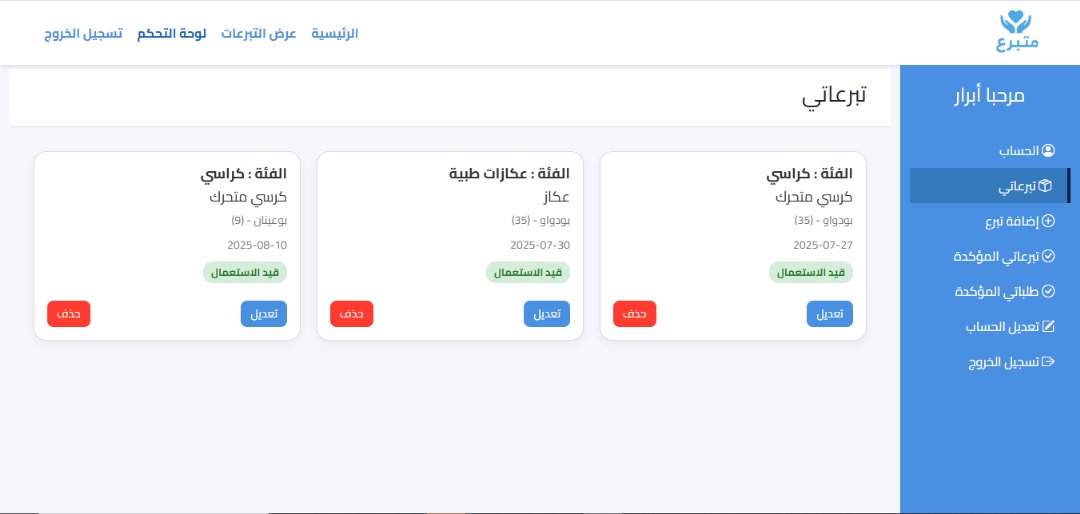 متبرع
الرئيسية
عرض التبرعات
لوحة التحكم
تسجيل الخروج
مرحبا أبرار
الحساب
تبرعاتي
إضافة تبرع
تبرعاتي المؤكدة
طلباتي المؤكدة
تعديل الحساب
تسجيل الخروج
تبرعاتي
الفئة : كراسي
كرسي متحرك
بودواو - (35)
2025-07-27
قيد الاستعمال
تعديل
حذف
الفئة : عكازات طبية
عكاز
بودواو - (35)
2025-07-30
قيد الاستعمال
تعديل
حذف
الفئة : كراسي
كرسي متحرك
بوعينان - (9)
2025-08-10
قيد الاستعمال
تعديل
حذف